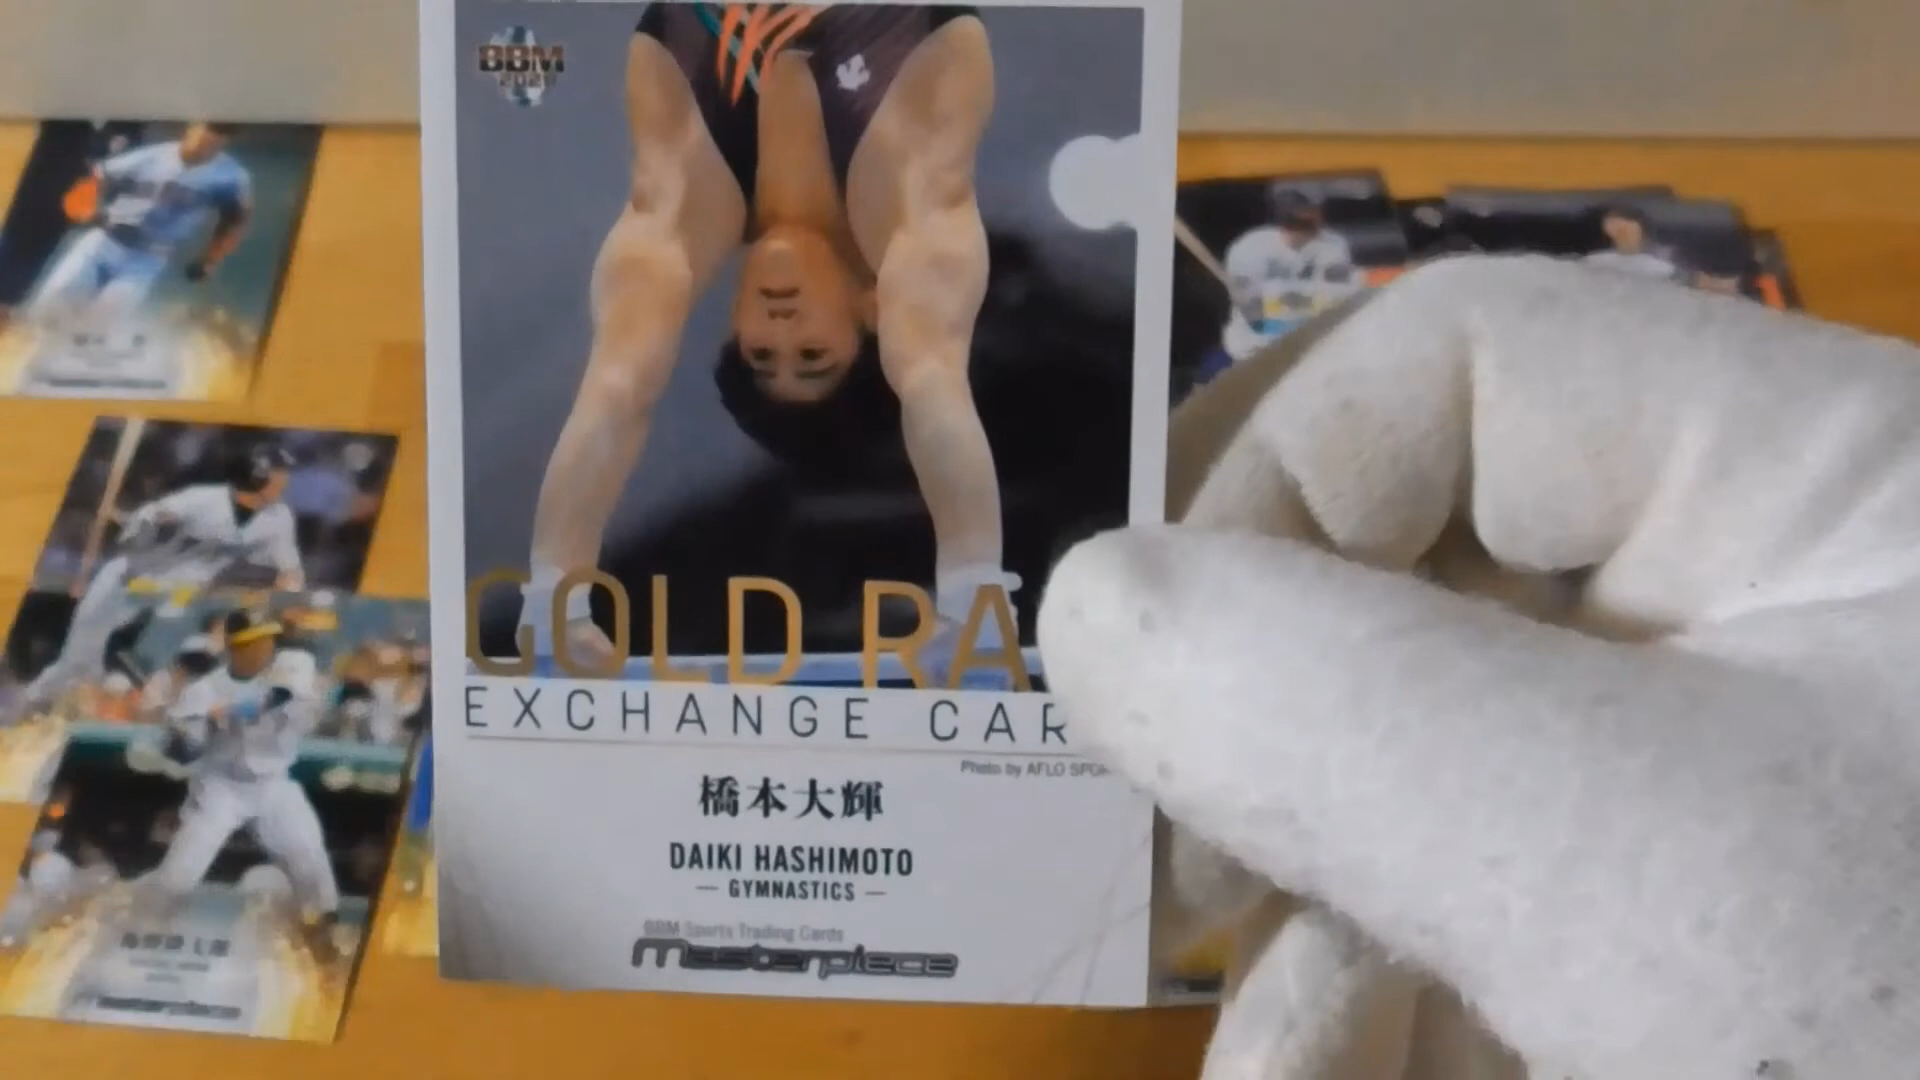 BBM
GOLD RA
EXCHANGE CAR
Photo by AFLO SPOR
橋本大輝
DAIKI HASHIMOTO
— GYMNASTICS —
BBM Sports Trading Cards
Masterpiece